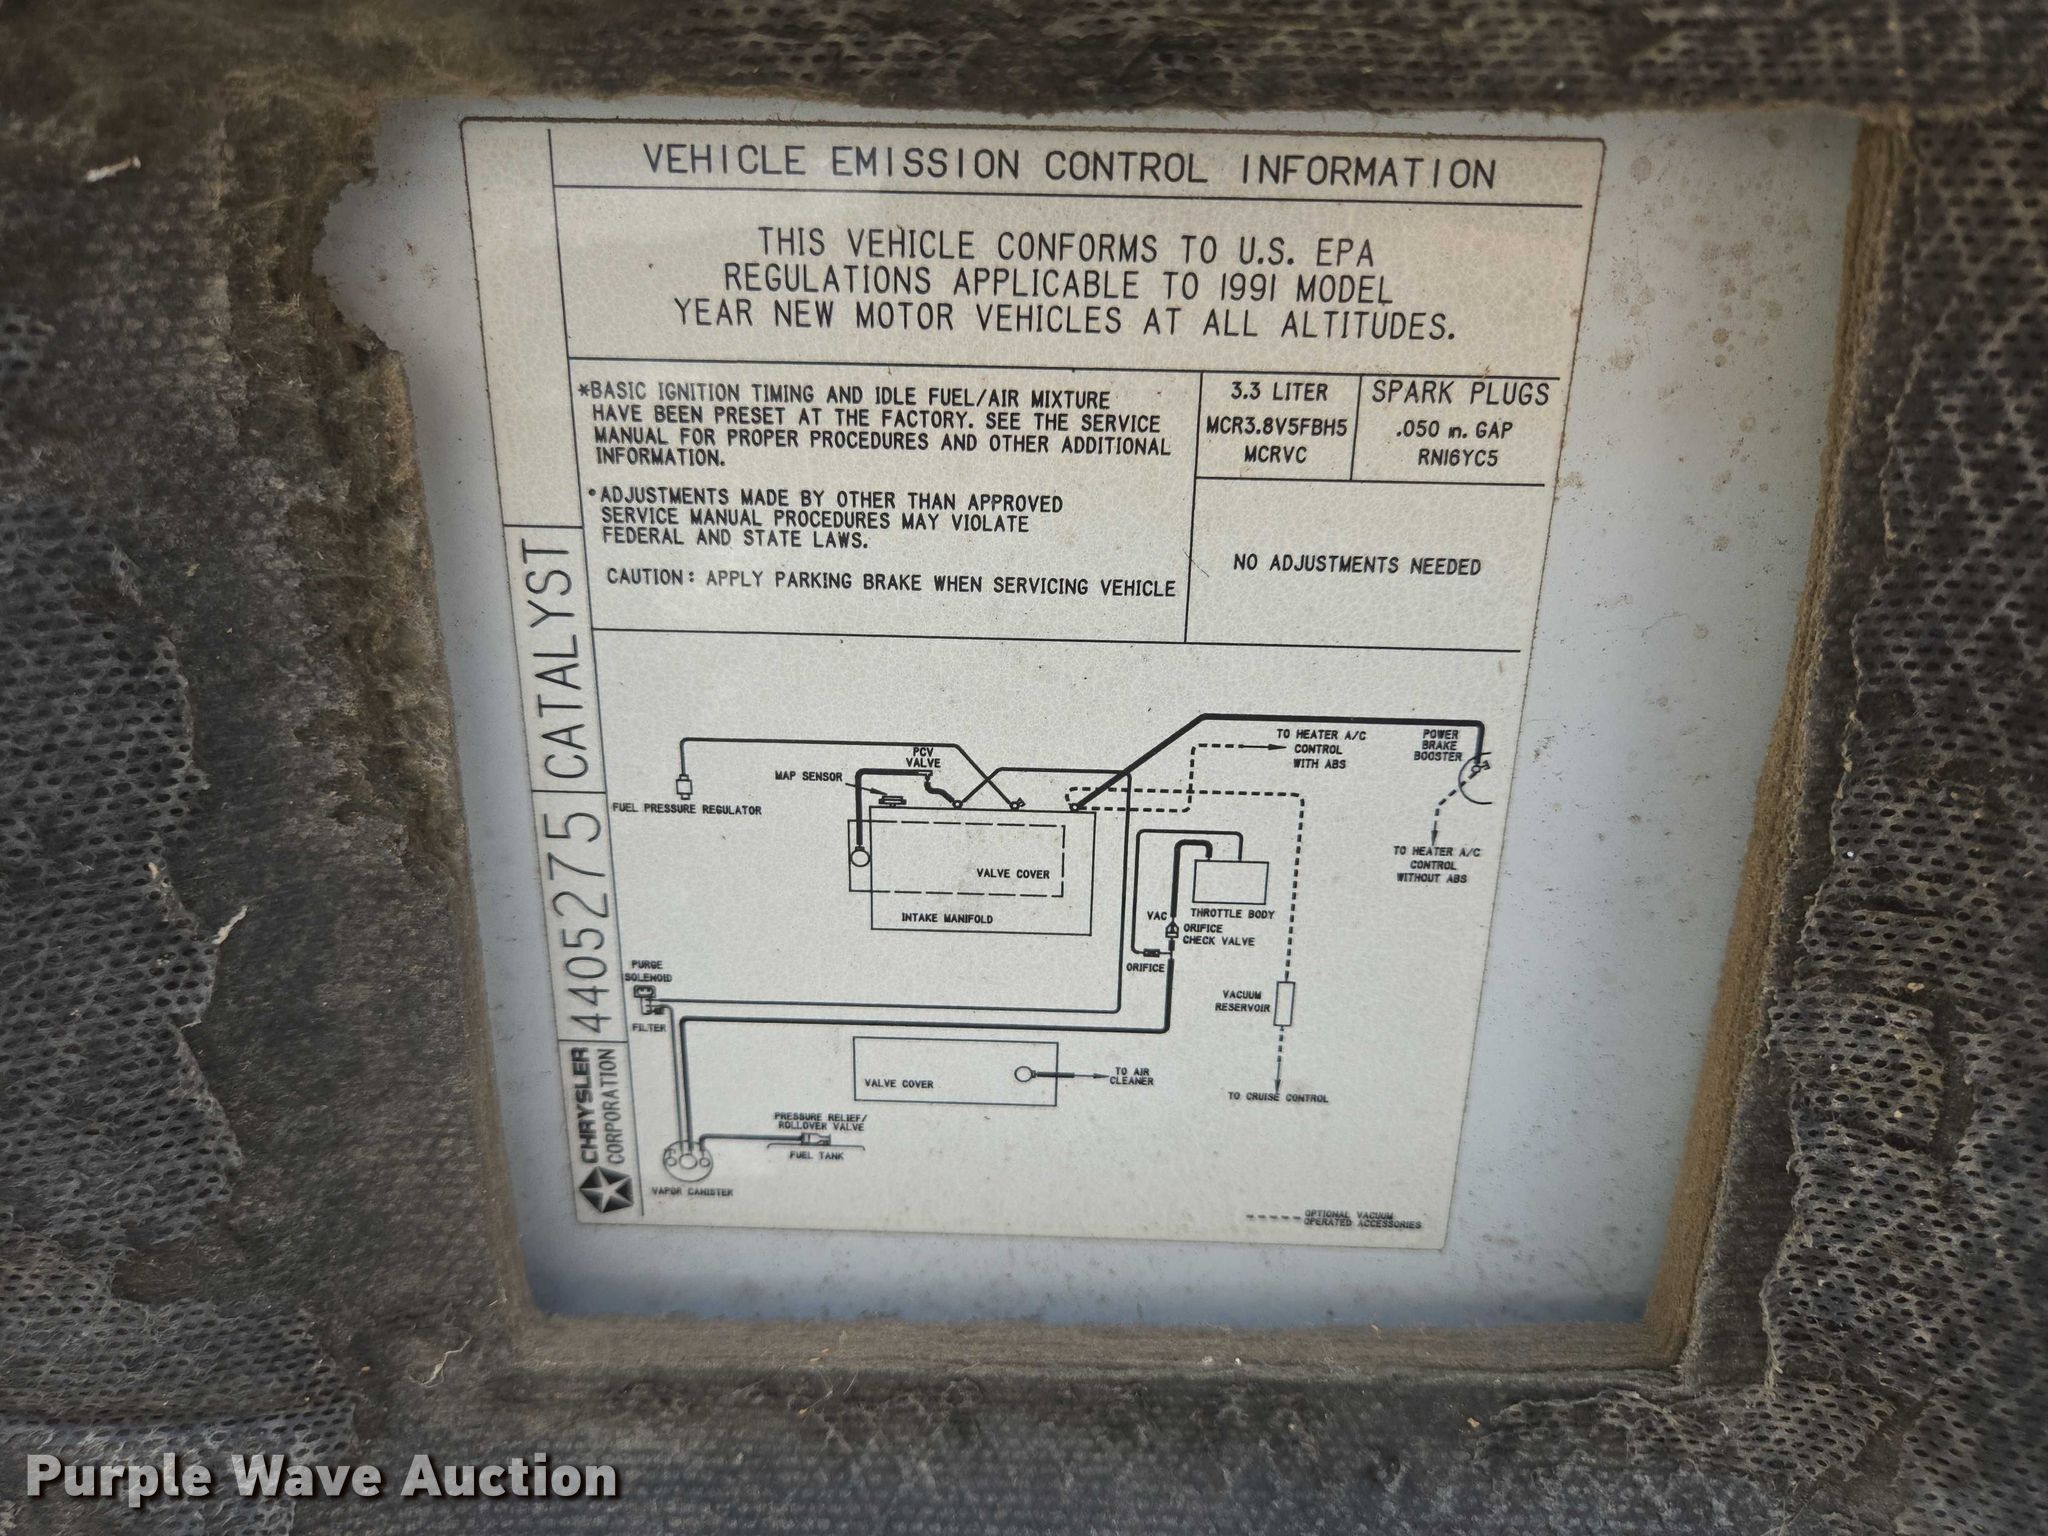 VEHICLE EMISSION CONTROL INFORMATION
THIS VEHICLE CONFORMS TO U.S. EPA
REGULATIONS APPLICABLE TO 1991 MODEL
YEAR NEW MOTOR VEHICLES AT ALL ALTITUDES.
*BASIC IGNITION TIMING AND IDLE FUEL/AIR MIXTURE
HAVE BEEN PRESET AT THE FACTORY. SEE THE SERVICE
MANUAL FOR PROPER PROCEDURES AND OTHER ADDITIONAL
INFORMATION.
•ADJUSTMENTS MADE BY OTHER THAN APPROVED
SERVICE MANUAL PROCEDURES MAY VIOLATE
FEDERAL AND STATE LAWS.
CAUTION: APPLY PARKING BRAKE WHEN SERVICING VEHICLE
3.3 LITER
MCR3.8V5FBH5
MCRVC
SPARK PLUGS
.050 in. GAP
RN16YC5
NO ADJUSTMENTS NEEDED
CATALYST
4405275
CHRYSLER
CORPORATION
PCV
VALVE
MAP SENSOR
FUEL PRESSURE REGULATOR
TO HEATER A/C
CONTROL
WITH ABS
POWER
BRAKE
BOOSTER
TO HEATER A/C
CONTROL
WITHOUT ABS
VALVE COVER
INTAKE MANIFOLD
THROTTLE BODY
VAC
ORIFICE
CHECK VALVE
ORIFICE
PURGE
SOLENOID
FILTER
VACUUM
RESERVOIR
VALVE COVER
TO AIR
CLEANER
TO CRUISE CONTROL
PRESSURE RELIEF/
ROLLOVER VALVE
FUEL TANK
VAPOR CANISTER
OPTIONAL VACUUM
OPERATED ACCESSORIES
Purple Wave Auction